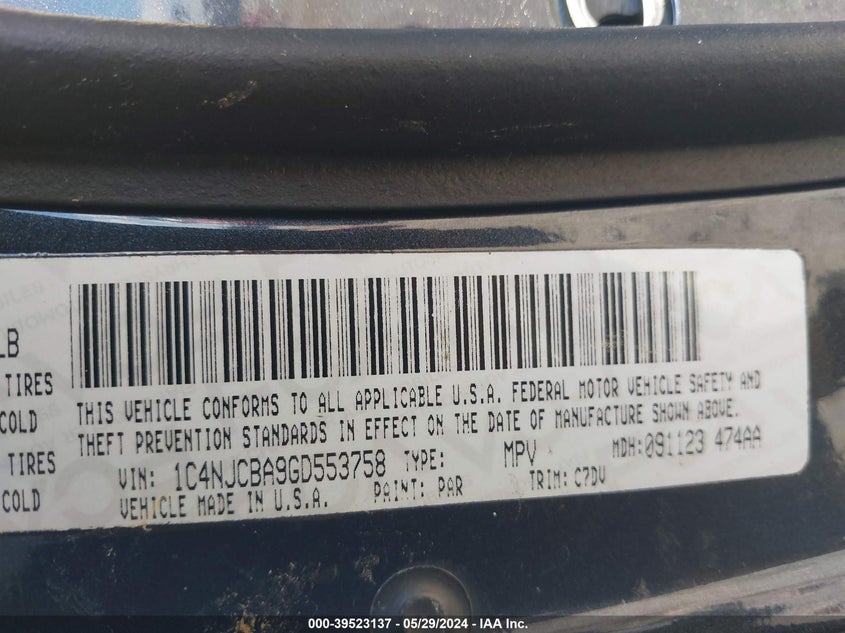 LB
TIRES
COLD
TIRES
COLD
THIS VEHICLE CONFORMS TO ALL APPLICABLE U.S.A. FEDERAL MOTOR VEHICLE SAFETY AND
THEFT PREVENTION STANDARDS IN EFFECT ON THE DATE OF MANUFACTURE SHOWN ABOVE.
VIN: 1C4NJCBA9GD553758 TYPE: MPV MDH:091123 474AA
VEHICLE MADE IN U.S.A. PAINT: PAR TRIM: C7DV
000-39523137 - 05/29/2024 - IAA Inc.